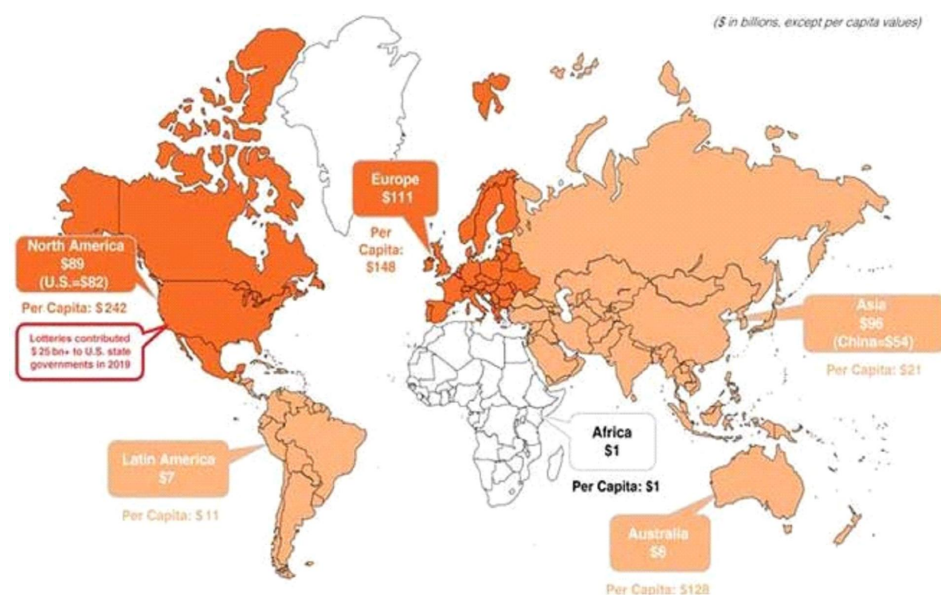 ($ in billions, except per capita values)
Europe
$111
Per
Capita:
$148
North America
$89
(U.S.=$82)
Per Capita: $242
Lotteries contributed
$25bn+ to U.S. state
governments in 2019
Asia
$96
(China=$54)
Per Capita: $21
Africa
$1
Per Capita: $1
Latin America
$7
Per Capita: $11
Australia
Per Capita: $128